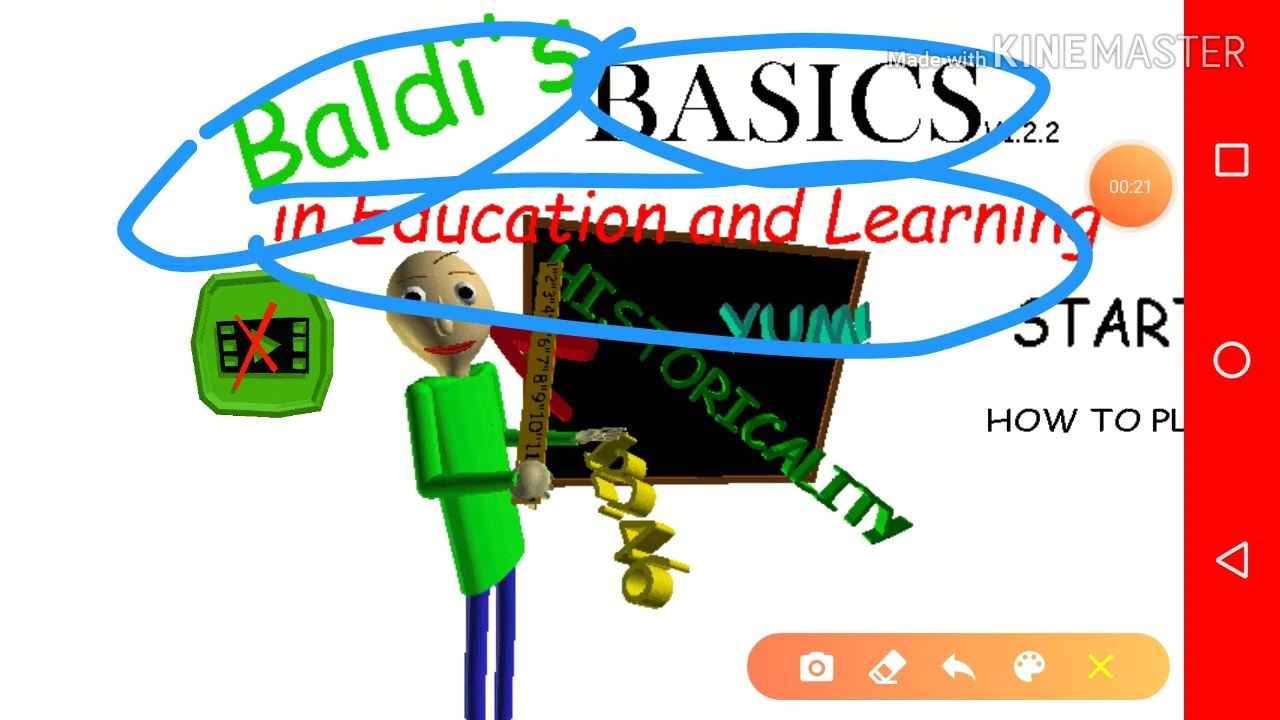 Baldi's
BASICS
V1.2.2
Made with KINEMASTER
in Education and Learning
00:21
HISTORICALITY
YUM!
START
HOW TO PL